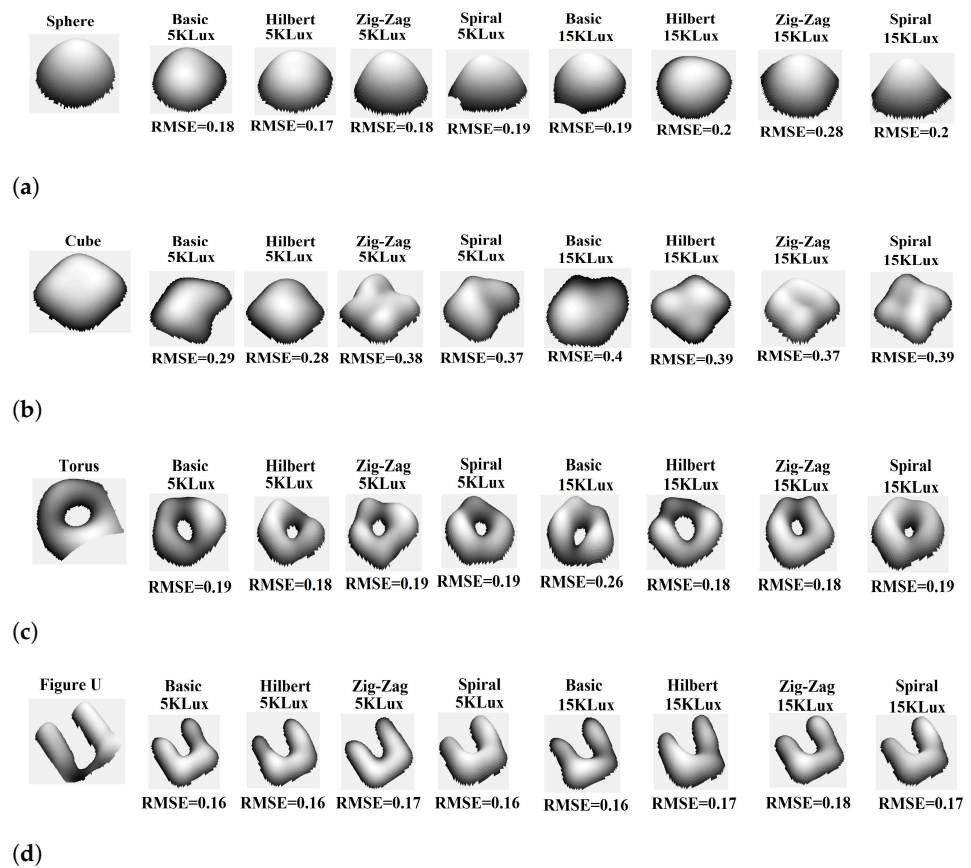 Sphere Basic Hilbert Zig-Zag Spiral Basic Hilbert Zig-Zag Spiral
5KLux 5KLux 5KLux 5KLux 15KLux 15KLux 15KLux 15KLux
RMSE=0.18 RMSE=0.17 RMSE=0.18 RMSE=0.19 RMSE=0.19 RMSE=0.2 RMSE=0.28 RMSE=0.2
(a)
Cube Basic Hilbert Zig-Zag Spiral Basic Hilbert Zig-Zag Spiral
5KLux 5KLux 5KLux 5KLux 15KLux 15KLux 15KLux 15KLux
RMSE=0.29 RMSE=0.28 RMSE=0.38 RMSE=0.37 RMSE=0.4 RMSE=0.39 RMSE=0.37 RMSE=0.39
(b)
Torus Basic Hilbert Zig-Zag Spiral Basic Hilbert Zig-Zag Spiral
5KLux 5KLux 5KLux 5KLux 15KLux 15KLux 15KLux 15KLux
RMSE=0.19 RMSE=0.18 RMSE=0.19 RMSE=0.19 RMSE=0.26 RMSE=0.18 RMSE=0.18 RMSE=0.19
(c)
Figure U Basic Hilbert Zig-Zag Spiral Basic Hilbert Zig-Zag Spiral
5KLux 5KLux 5KLux 5KLux 15KLux 15KLux 15KLux 15KLux
RMSE=0.16 RMSE=0.16 RMSE=0.17 RMSE=0.16 RMSE=0.16 RMSE=0.17 RMSE=0.18 RMSE=0.17
(d)